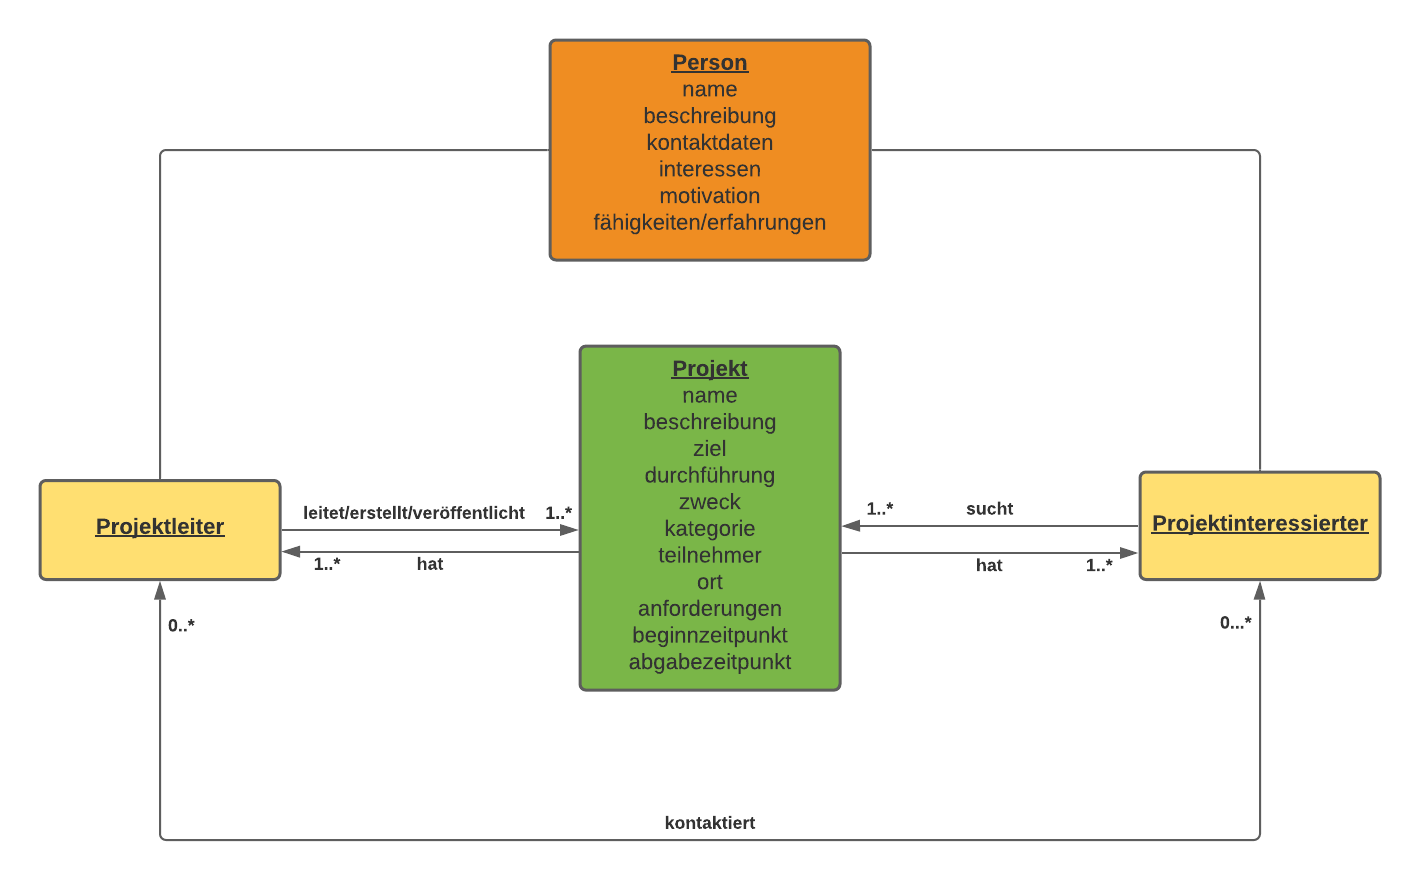 Person
name
beschreibung
kontaktdaten
interessen
motivation
fähigkeiten/erfahrungen
Projekt
name
beschreibung
ziel
durchführung
zweck
kategorie
teilnehmer
ort
anforderungen
beginnzeitpunkt
abgabezeitpunkt
Projektleiter
leitet/erstellt/veröffentlicht
1..*
1..*
hat
1..*
sucht
Projektinteressierter
hat
1..*
0..*
0...*
kontaktiert